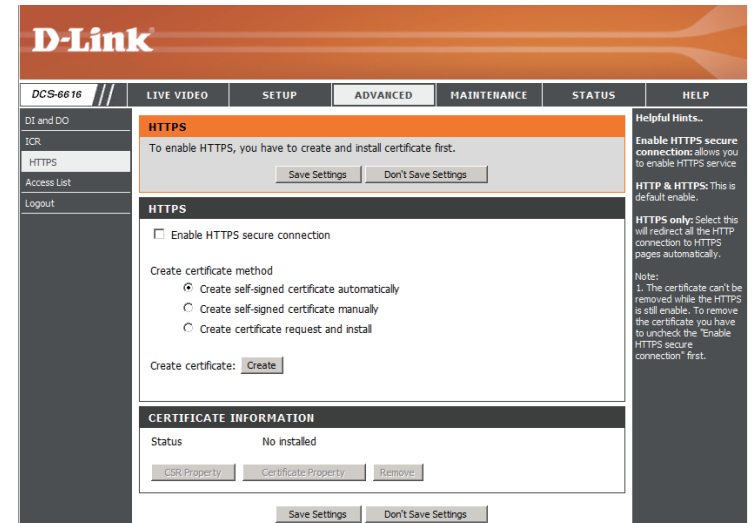 D-Link
DCS-6616
LIVE VIDEO
SETUP
ADVANCED
MAINTENANCE
STATUS
HELP
DI and DO
ICR
HTTPS
Access List
Logout
HTTPS
To enable HTTPS, you have to create and install certificate first.
Save Settings
Don't Save Settings
HTTPS
Enable HTTPS secure connection
Create certificate method
Create self-signed certificate automatically
Create self-signed certificate manually
Create certificate request and install
Create certificate:
Create
CERTIFICATE INFORMATION
Status
No installed
CSR Property
Certificate Property
Remove
Save Settings
Don't Save Settings
Helpful Hints..
Enable HTTPS secure
connection: allows you
to enable HTTPS service
HTTP & HTTPS: This is
default enable.
HTTPS only: Select this
will redirect all the HTTP
connection to HTTPS
pages automatically.
Note:
1. The certificate can't be
removed while the HTTPS
is still enable. To remove
the certificate you have
to uncheck the "Enable
HTTPS secure
connection" first.